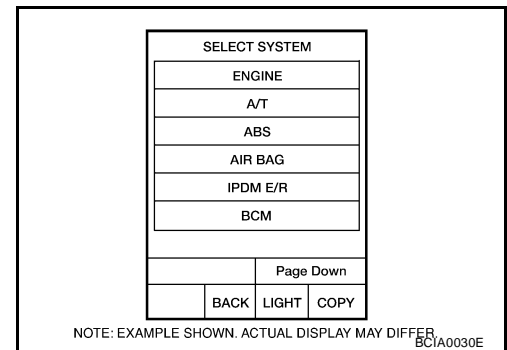 SELECT SYSTEM
ENGINE
A/T
ABS
AIR BAG
IPDM E/R
BCM
Page Down
BACK LIGHT COPY
NOTE: EXAMPLE SHOWN. ACTUAL DISPLAY MAY DIFFER.
BCIA0030E